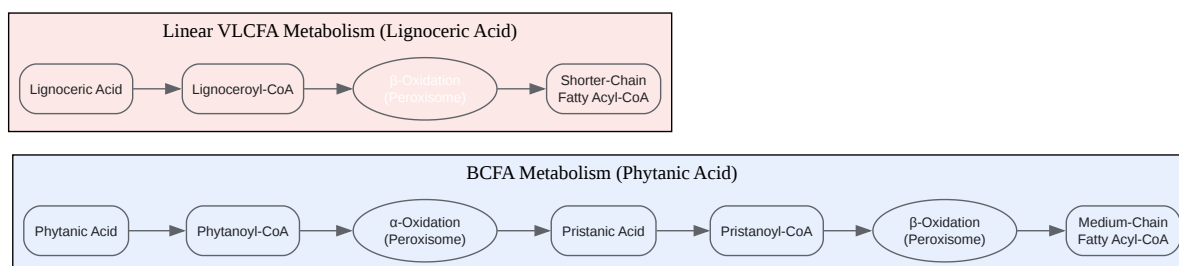 Linear VLCFA Metabolism (Lignoceric Acid)
Lignoceric Acid
Lignoceroyl-CoA
β-Oxidation
(Peroxisome)
Shorter-Chain
Fatty Acyl-CoA
BCFA Metabolism (Phytanic Acid)
Phytanic Acid
Phytanoyl-CoA
α-Oxidation
(Peroxisome)
Pristanic Acid
Pristanoyl-CoA
β-Oxidation
(Peroxisome)
Medium-Chain
Fatty Acyl-CoA